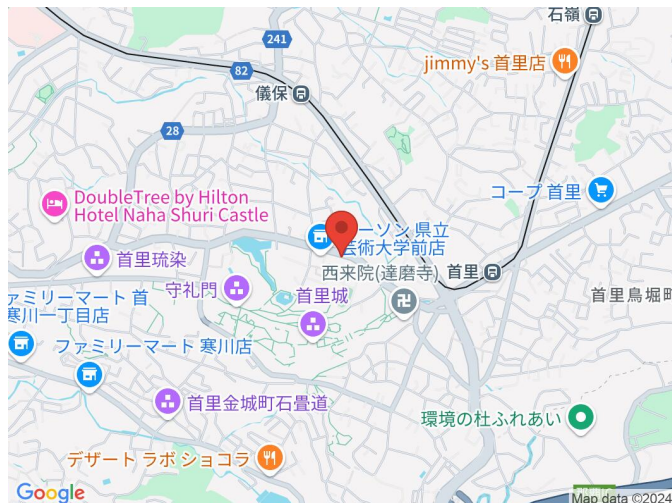 石嶺
241
jimmy's 首里店
82
儀保
28
DoubleTree by Hilton
Hotel Naha Shuri Castle
コープ 首里
ーソン 県立
芸術大学前店
首里琉染
西来院(達磨寺)
首里
守礼門
首里城
首里鳥堀町
ァミリーマート 首
寒川一丁目店
ファミリーマート 寒川店
首里金城町石畳道
環境の杜ふれあい
デザート ラボ ショコラ
Google
Map data ©2024